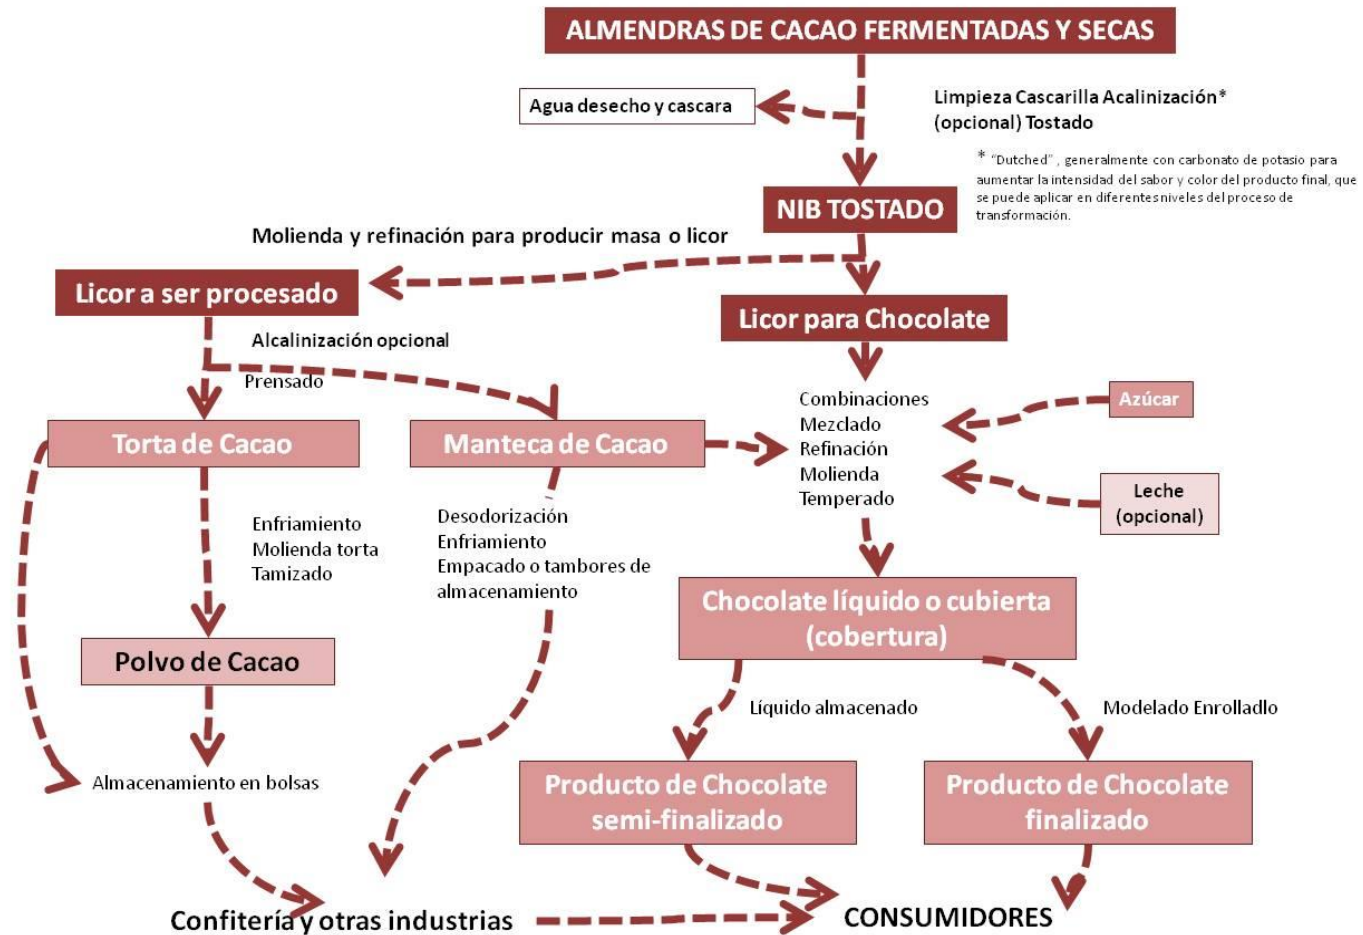 ALMENDRAS DE CACAO FERMENTADAS Y SECAS
Agua desecho y cascara
Limpieza Cascarilla Acalinización*
(opcional) Tostado
* “Dutched” , generalmente con carbonato de potasio para
aumentar la intensidad del sabor y color del producto final, que
se puede aplicar en diferentes niveles del proceso de
transformación.
NIB TOSTADO
Molienda y refinación para producir masa o licor
Licor a ser procesado
Licor para Chocolate
Alcalinización opcional
Prensado
Combinaciones
Mezclado
Refinación
Molienda
Temperado
Azúcar
Leche
(opcional)
Torta de Cacao
Manteca de Cacao
Enfriamiento
Molienda torta
Tamizado
Desodorización
Enfriamiento
Empacado o tambores de
almacenamiento
Chocolate líquido o cubierta
(cobertura)
Polvo de Cacao
Líquido almacenado
Modelado Enrolladlo
Almacenamiento en bolsas
Producto de Chocolate
semi-finalizado
Producto de Chocolate
finalizado
Confitería y otras industrias
CONSUMIDORES